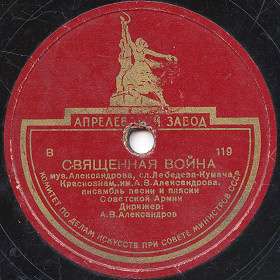 АПРЕЛЕВСКИЙ ЗАВОД
В 119
СВЯЩЕННАЯ ВОЙНА
муз. Александрова, сл. Лебедева-Кумача
Краснознам. им. А. В. Александрова
ансамбль песни и пляски
Советской Армии
Дирижер:
А. В. Александров
КОМИТЕТ ПО ДЕЛАМ ИСКУССТВ ПРИ СОВЕТЕ МИНИСТРОВ СССР